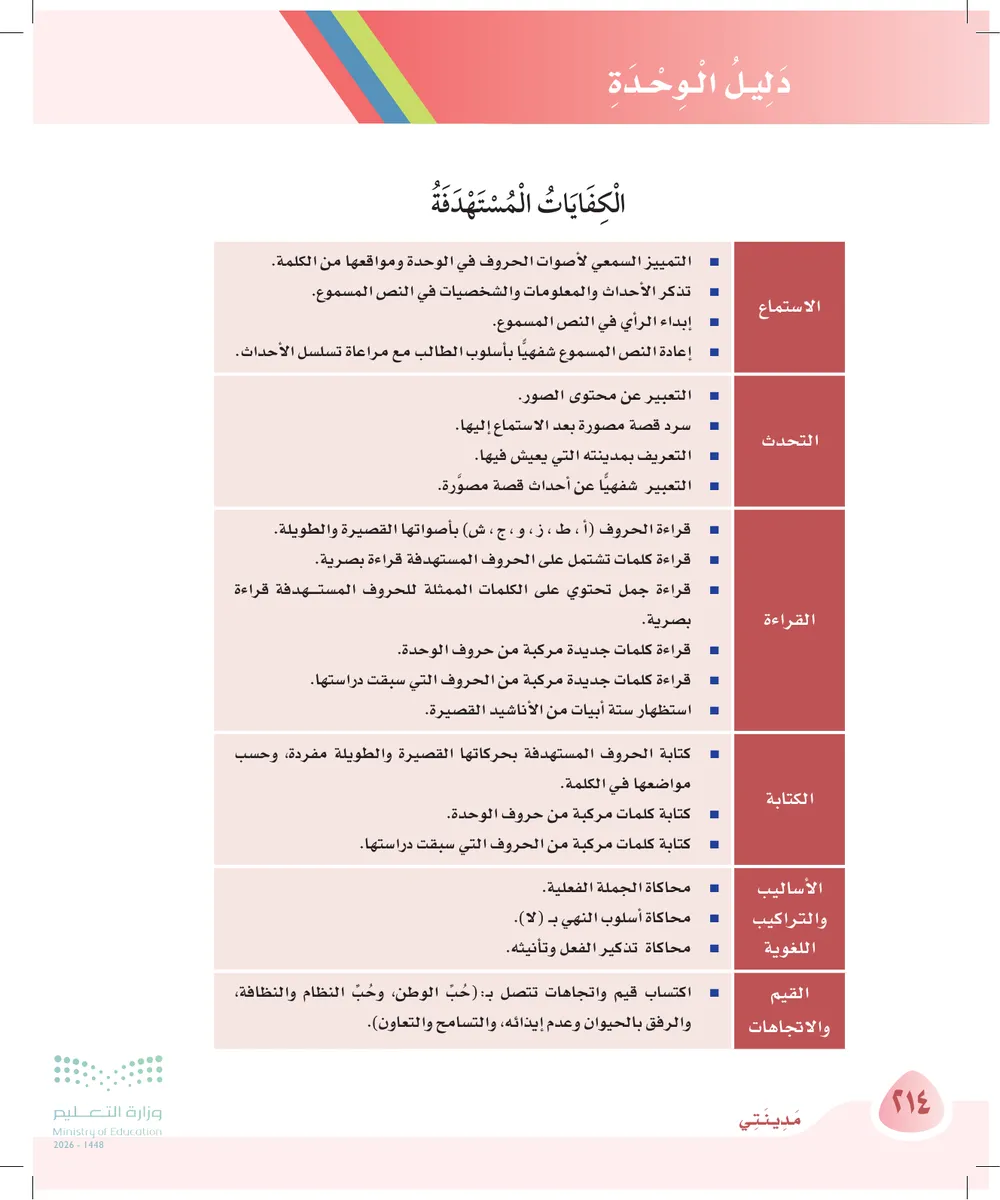 دَلِيلُ الْوِحْدَةِ
الْكِفَايَاتُ الْمُسْتَهْدَفَةُ
الاستماع
التمييز السمعي لأصوات الحروف في الوحدة ومواقعها من الكلمة.
تذكر الأحداث والمعلومات والشخصيات في النص المسموع.
إبداء الرأي في النص المسموع.
إعادة النص المسموع شفهيًّا بأسلوب الطالب مع مراعاة تسلسل الأحداث.
التحدث
التعبير عن محتوى الصور.
سرد قصة مصورة بعد الاستماع إليها.
التعريف بمدينته التي يعيش فيها.
التعبير شفهيًّا عن أحداث قصة مصوَّرة.
القراءة
قراءة الحروف (أ ، ط ، ز ، و ، ج ، ش) بأصواتها القصيرة والطويلة.
قراءة كلمات تشتمل على الحروف المستهدفة قراءة بصرية.
قراءة جمل تحتوي على الكلمات الممثلة للحروف المستـهدفة قراءة
بصرية.
قراءة كلمات جديدة مركبة من حروف الوحدة.
قراءة كلمات جديدة مركبة من الحروف التي سبقت دراستها.
استظهار ستة أبيات من الأناشيد القصيرة.
الكتابة
كتابة الحروف المستهدفة بحركاتها القصيرة والطويلة مفردة، وحسب
مواضعها في الكلمة.
كتابة كلمات مركبة من حروف الوحدة.
كتابة كلمات مركبة من الحروف التي سبقت دراستها.
الأساليب
والتراكيب
اللغوية
محاكاة الجملة الفعلية.
محاكاة أسلوب النهي بـ (لا).
محاكاة تذكير الفعل وتأنيثه.
القيم
والاتجاهات
اكتساب قيم واتجاهات تتصل بـ: (حُبِّ الوطن، وحُبِّ النظام والنظافة،
والرفق بالحيوان وعدم إيذائه، والتسامح والتعاون).
٢١٤
مَدِينَتِي
وزارة التعـليم
Ministry of Education
2026 - 1448